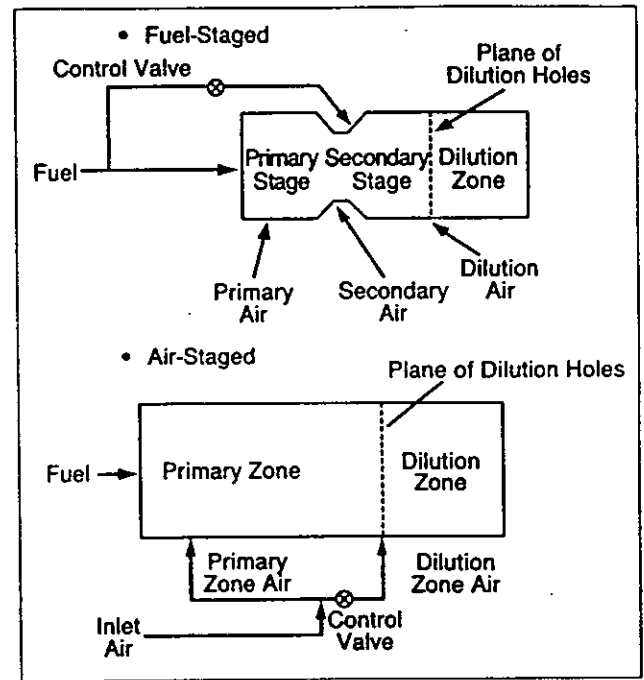 • Fuel-Staged
Control Valve
Plane of
Dilution Holes
Fuel
Primary
Stage
Secondary
Stage
Dilution
Zone
Primary
Air
Secondary
Air
Dilution
Air
• Air-Staged
Plane of Dilution Holes
Fuel
Primary Zone
Dilution
Zone
Primary
Zone Air
Dilution
Zone Air
Inlet
Air
Control
Valve